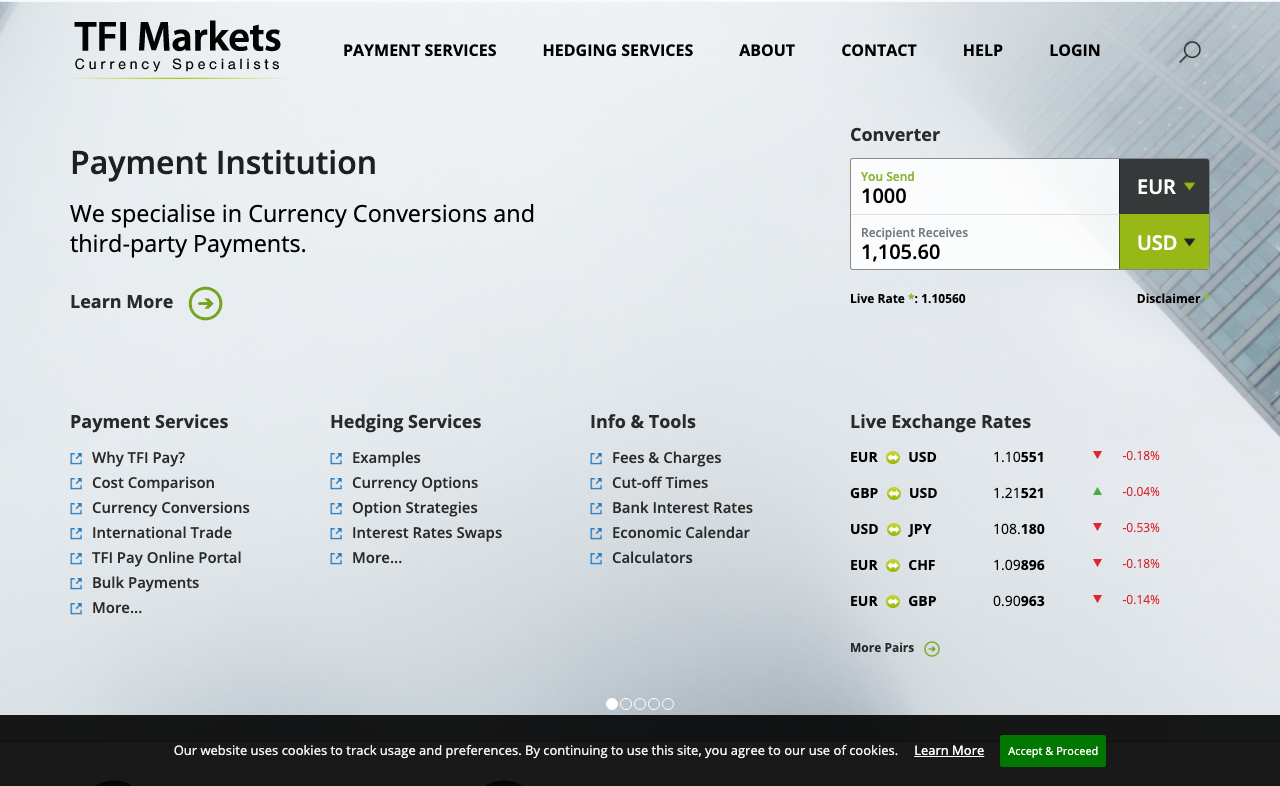 TFI Markets
Currency Specialists
PAYMENT SERVICES
HEDGING SERVICES
ABOUT
CONTACT
HELP
LOGIN
Payment Institution
We specialise in Currency Conversions and
third-party Payments.
Learn More
Converter
You Send
1000
EUR
Recipient Receives
1,105.60
USD
Live Rate *: 1.10560
Disclaimer *
Payment Services
Why TFI Pay?
Cost Comparison
Currency Conversions
International Trade
TFI Pay Online Portal
Bulk Payments
More...
Hedging Services
Examples
Currency Options
Option Strategies
Interest Rates Swaps
More...
Info & Tools
Fees & Charges
Cut-off Times
Bank Interest Rates
Economic Calendar
Calculators
Live Exchange Rates
EUR USD 1.10551 -0.18%
GBP USD 1.21521 -0.04%
USD JPY 108.180 -0.53%
EUR CHF 1.09896 -0.18%
EUR GBP 0.90963 -0.14%
More Pairs
Our website uses cookies to track usage and preferences. By continuing to use this site, you agree to our use of cookies. Learn More Accept & Proceed